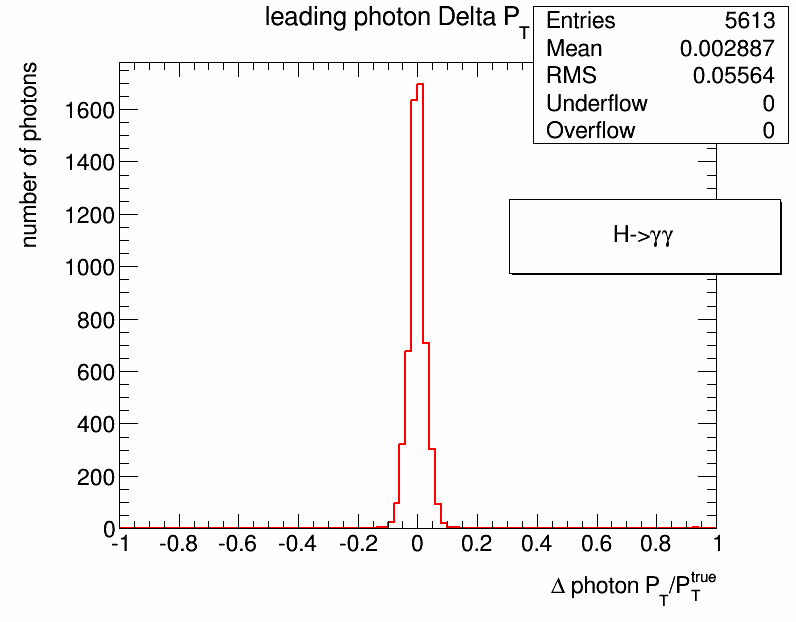 leading photon Delta P_T
Entries 5613
Mean 0.002887
RMS 0.05564
Underflow 0
Overflow 0
H->γγ
number of photons
1600
1400
1200
1000
800
600
400
200
0
-1 -0.8 -0.6 -0.4 -0.2 0 0.2 0.4 0.6 0.8 1
Δ photon P_T/P_T^true